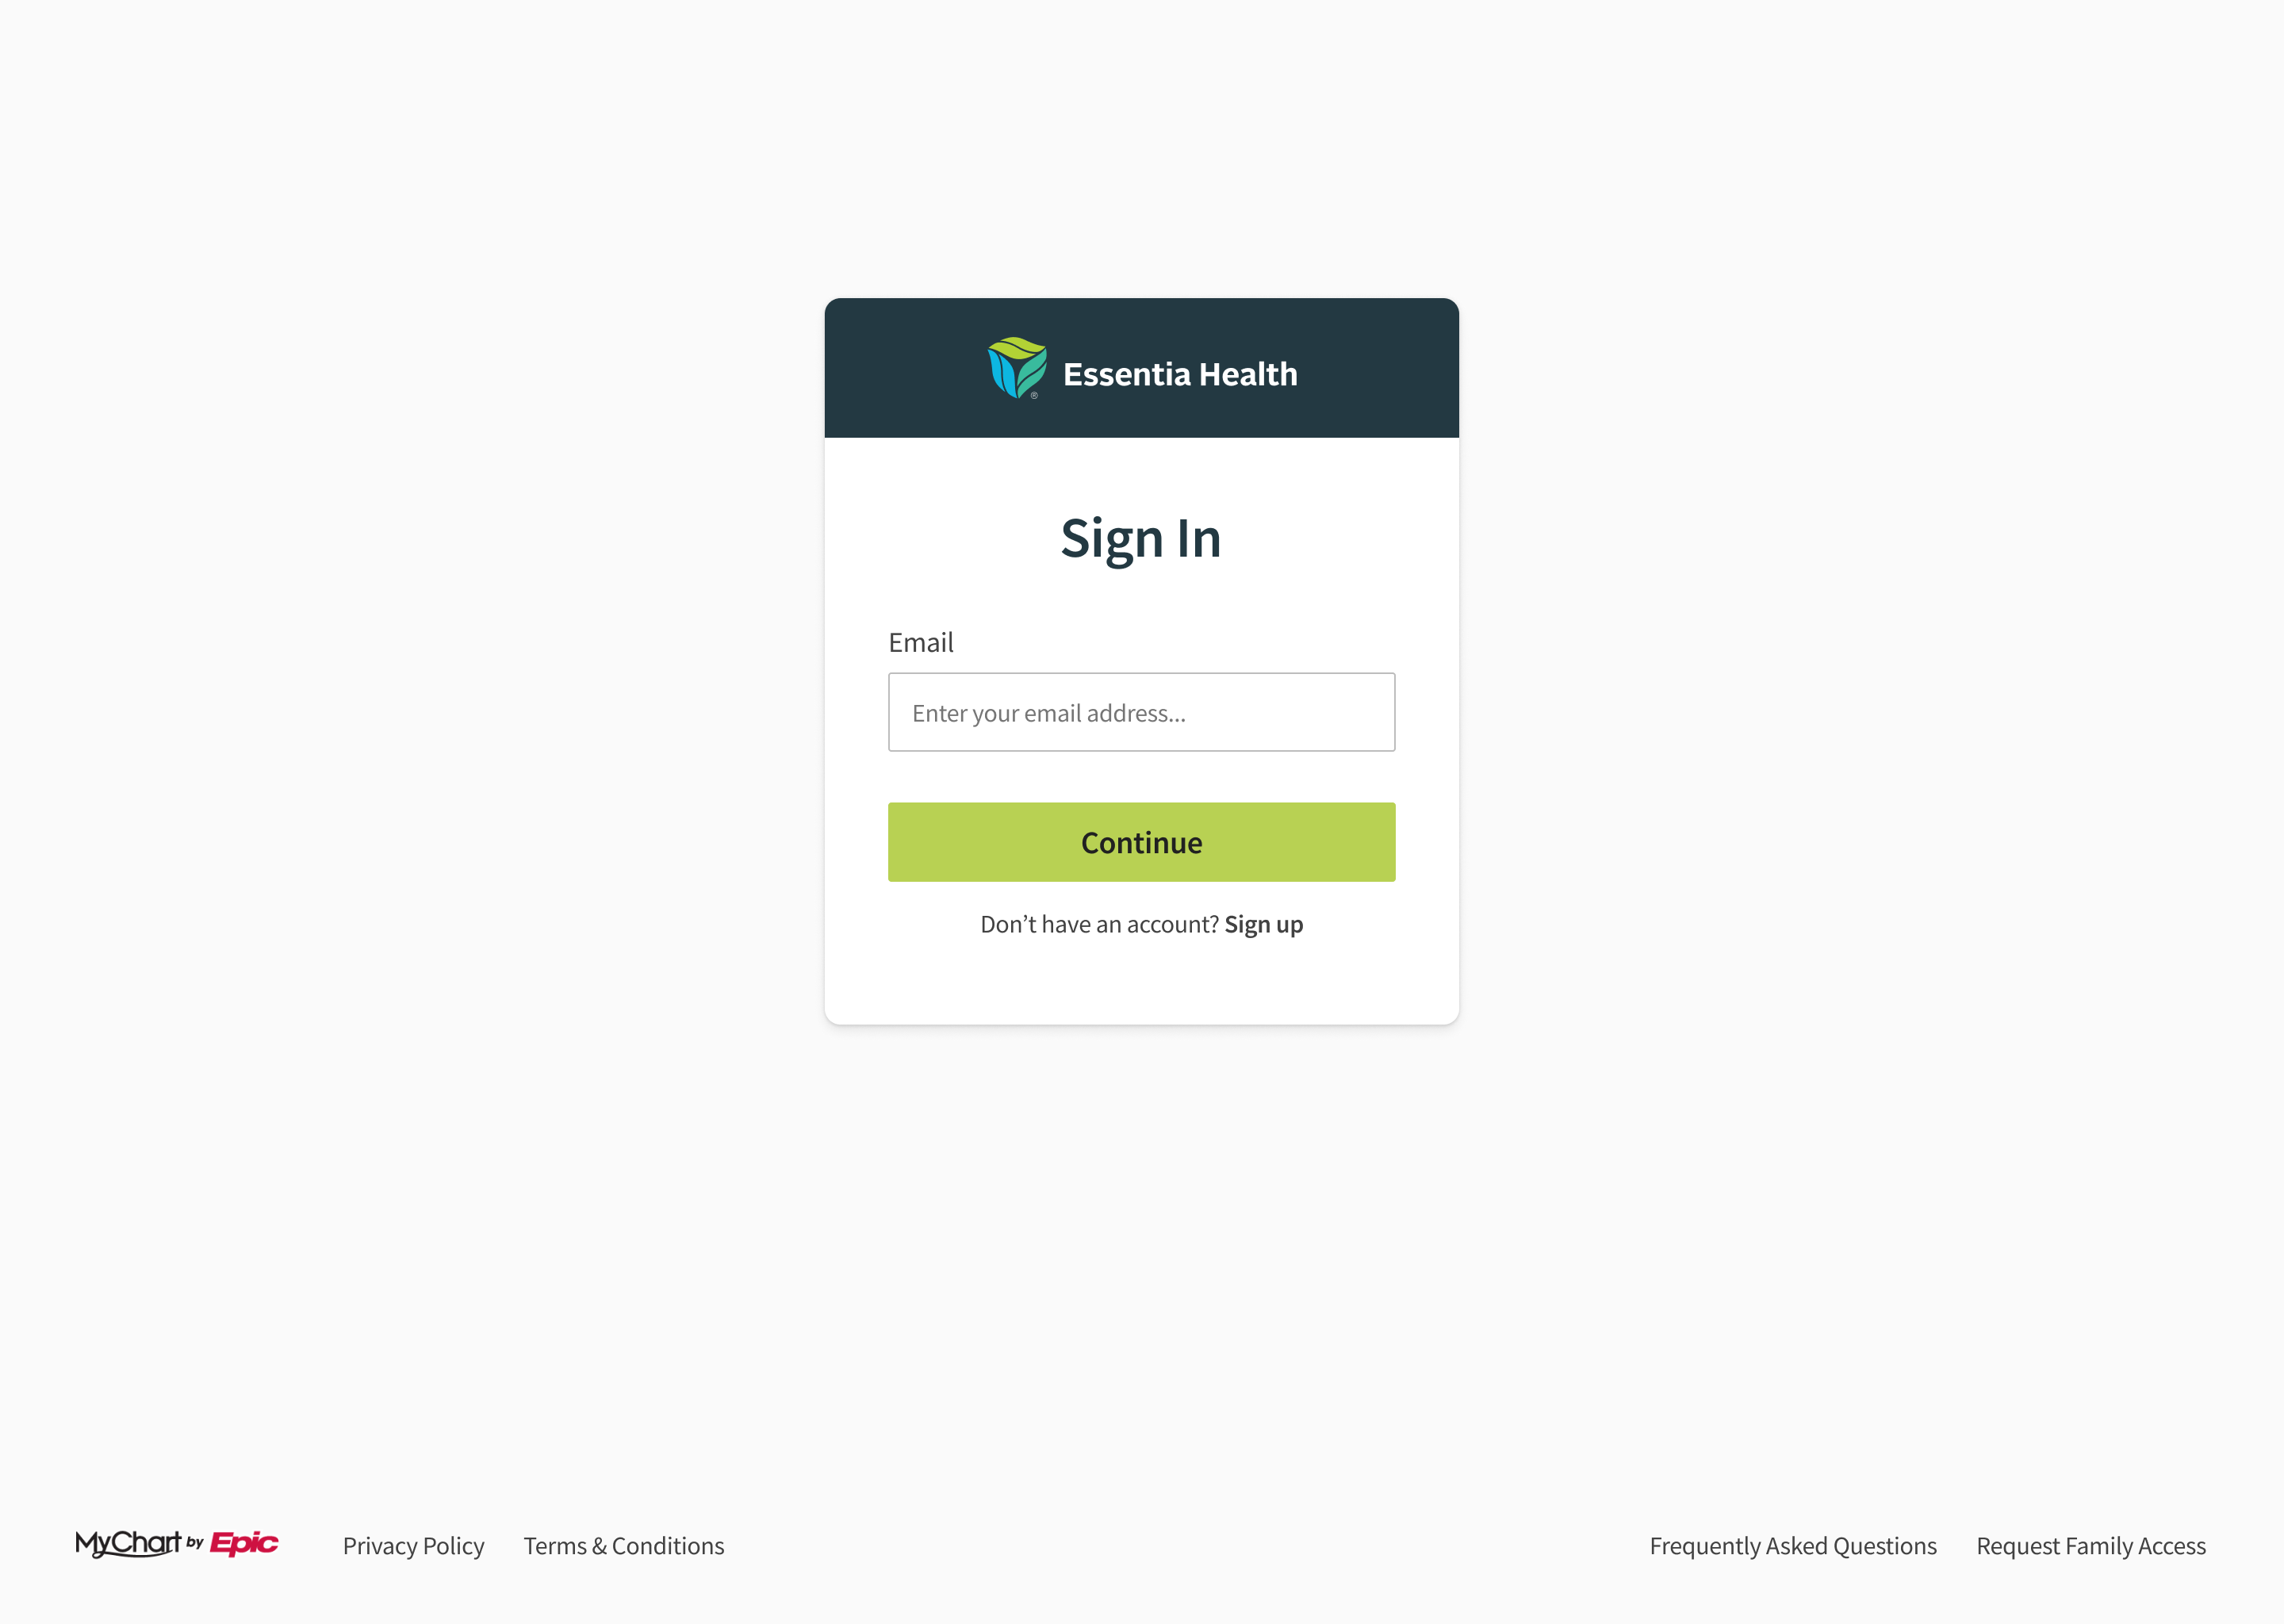 Essentia Health
®
Sign In
Email
Enter your email address...
Continue
Don’t have an account? Sign up
MyChart by Epic
Privacy Policy
Terms & Conditions
Frequently Asked Questions
Request Family Access